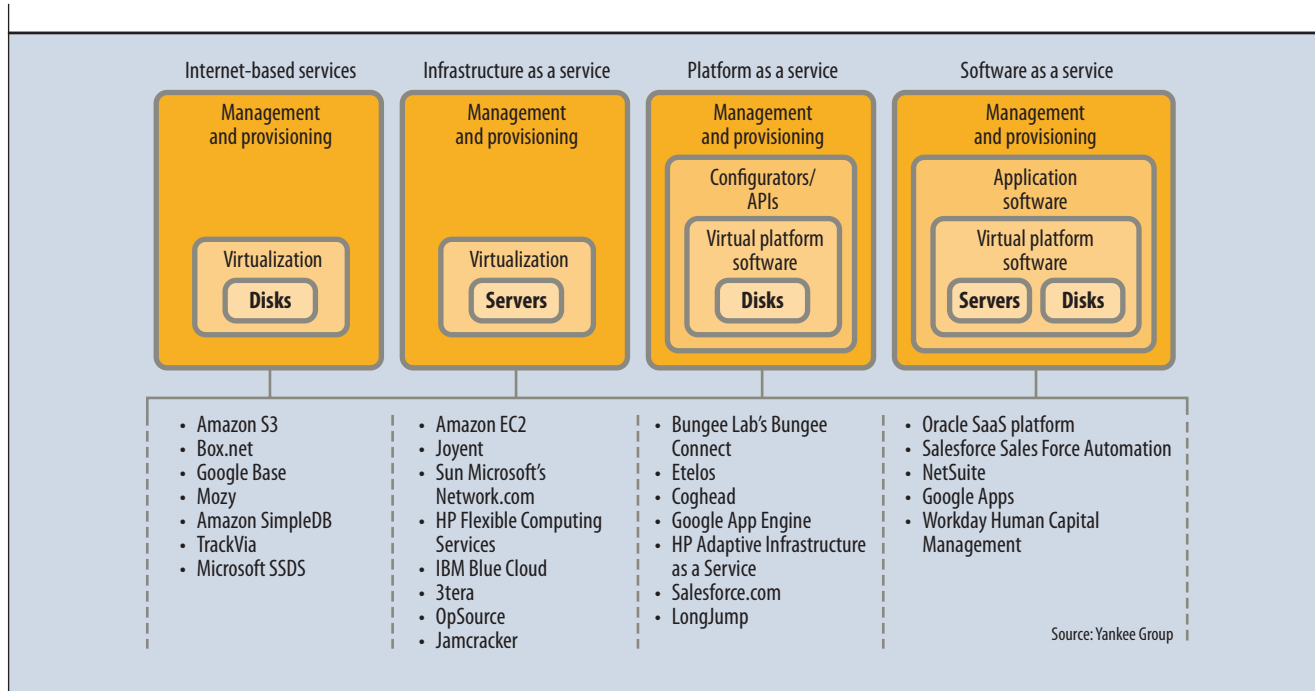 Internet-based services
Management
and provisioning
Virtualization
Disks
• Amazon S3
• Box.net
• Google Base
• Mozy
• Amazon SimpleDB
• TrackVia
• Microsoft SSDS
Infrastructure as a service
Management
and provisioning
Virtualization
Servers
• Amazon EC2
• Joyent
• Sun Microsoft's
Network.com
• HP Flexible Computing
Services
• IBM Blue Cloud
• 3tera
• OpSource
• Jamcracker
Platform as a service
Management
and provisioning
Configurators/
APIs
Virtual platform
software
Disks
• Bungee Lab's Bungee
Connect
• Etelos
• Coghead
• Google App Engine
• HP Adaptive Infrastructure
as a Service
• Salesforce.com
• LongJump
Software as a service
Management
and provisioning
Application
software
Virtual platform
software
Servers
Disks
• Oracle SaaS platform
• Salesforce Sales Force Automation
• NetSuite
• Google Apps
• Workday Human Capital
Management
Source: Yankee Group